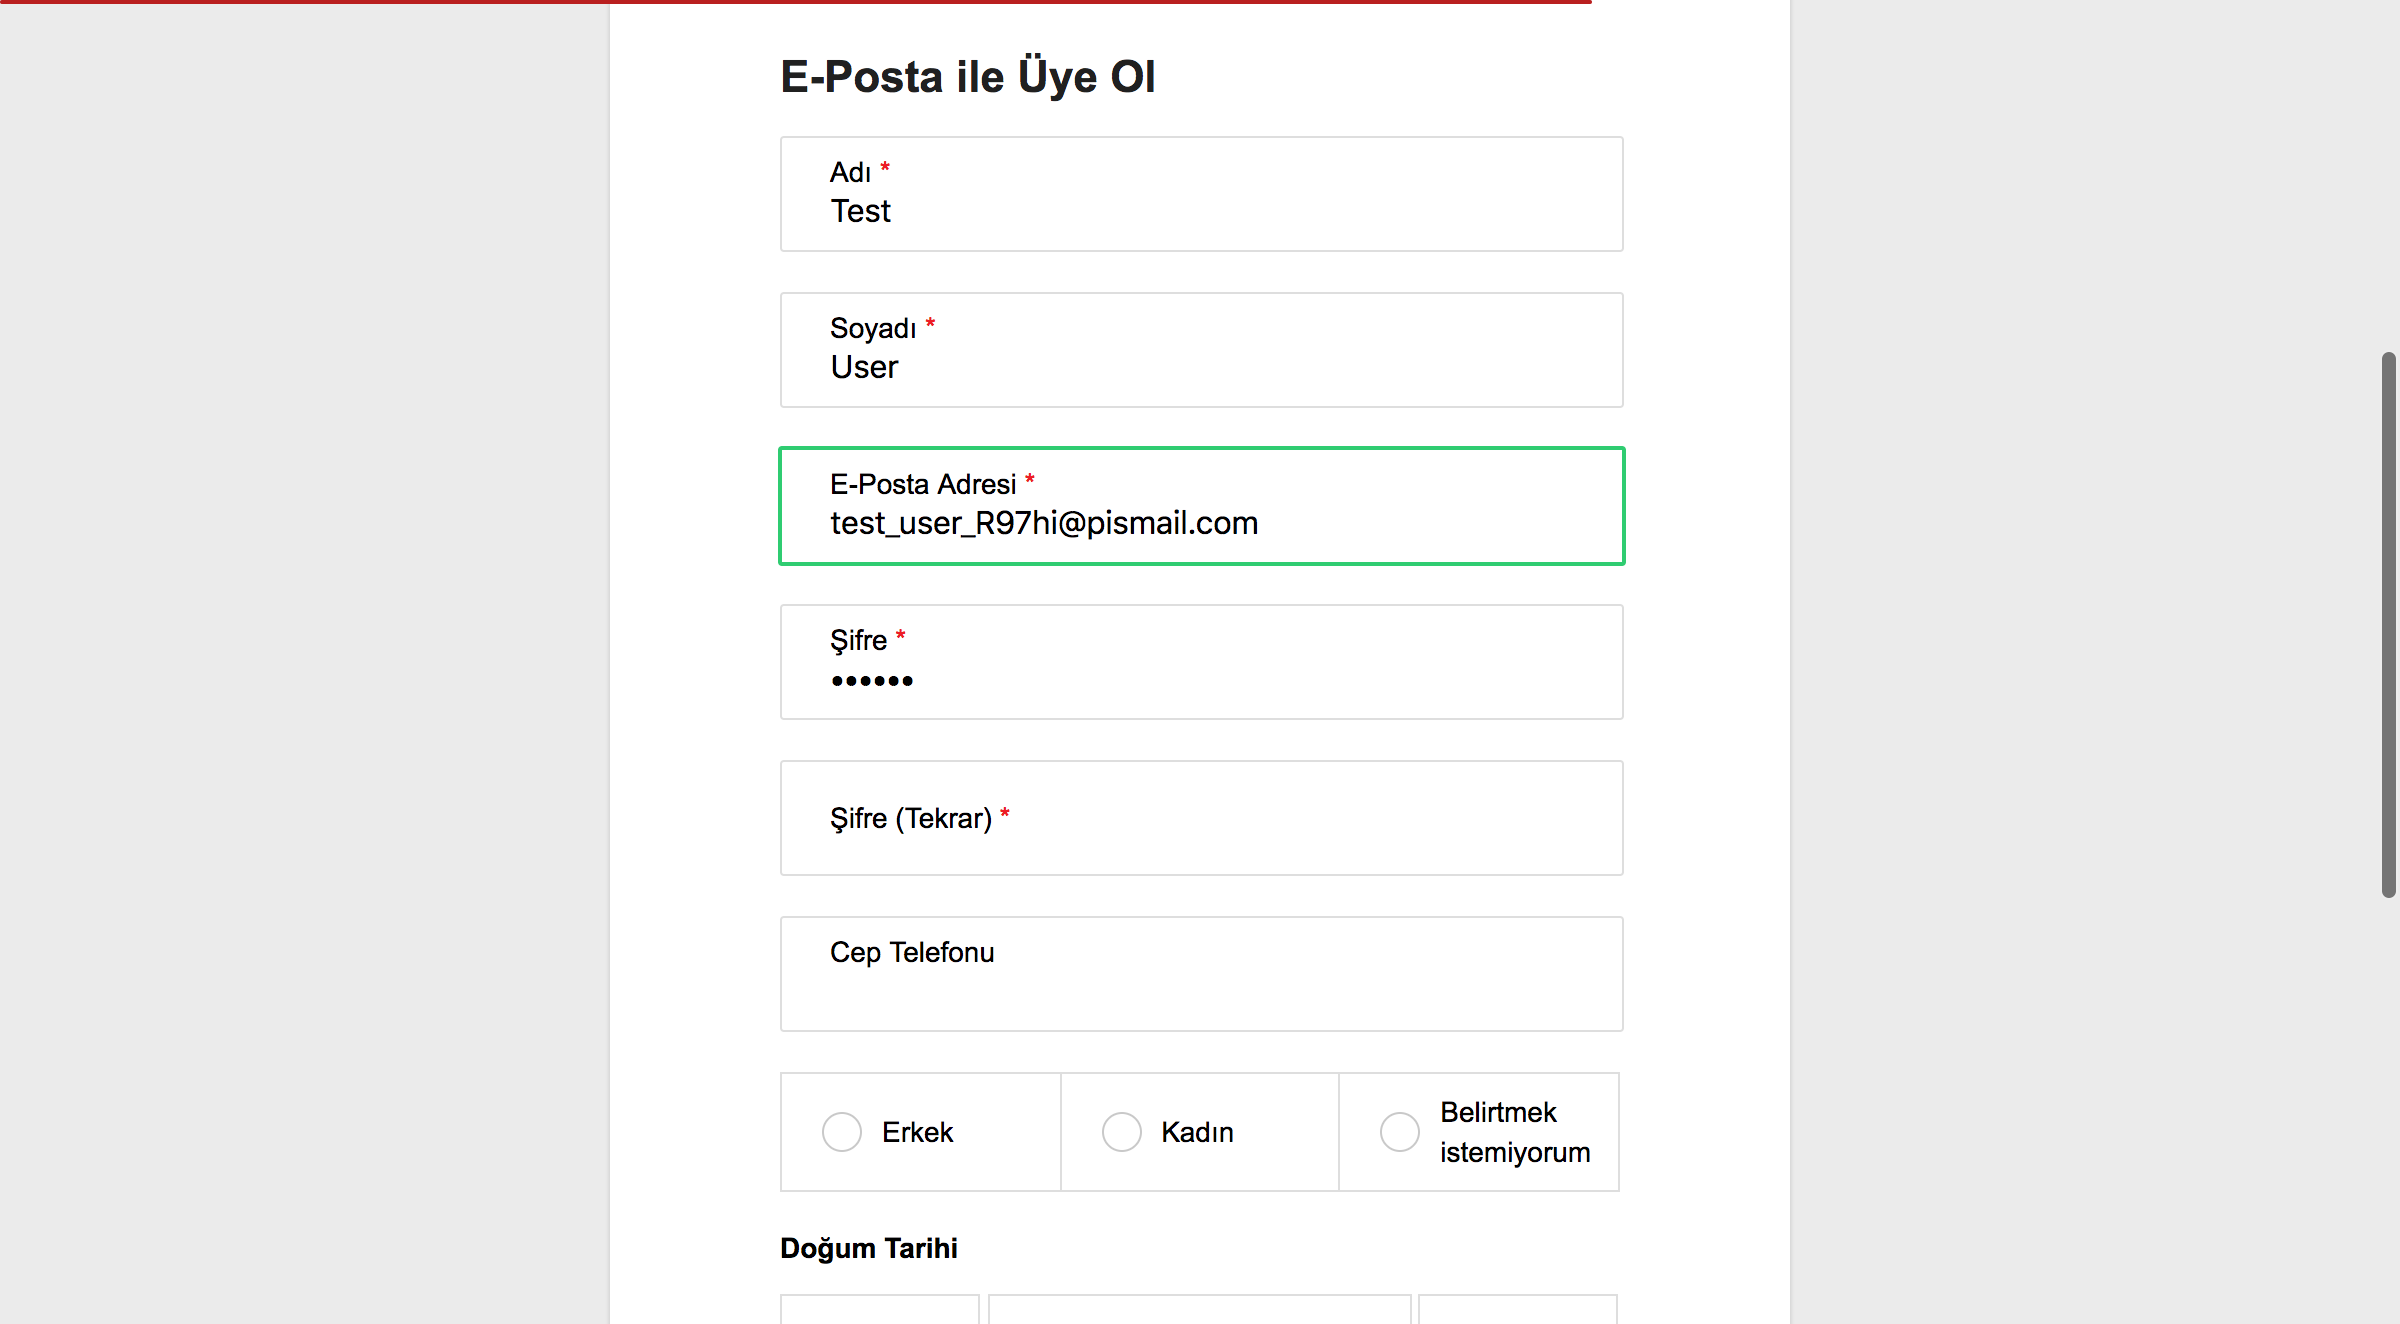 E-Posta ile Üye Ol
Adı *
Test
Soyadı *
User
E-Posta Adresi *
test_user_R97hi@pismail.com
Şifre *
••••••
Şifre (Tekrar) *
Cep Telefonu
Erkek
Kadın
Belirtmek
istemiyorum
Doğum Tarihi